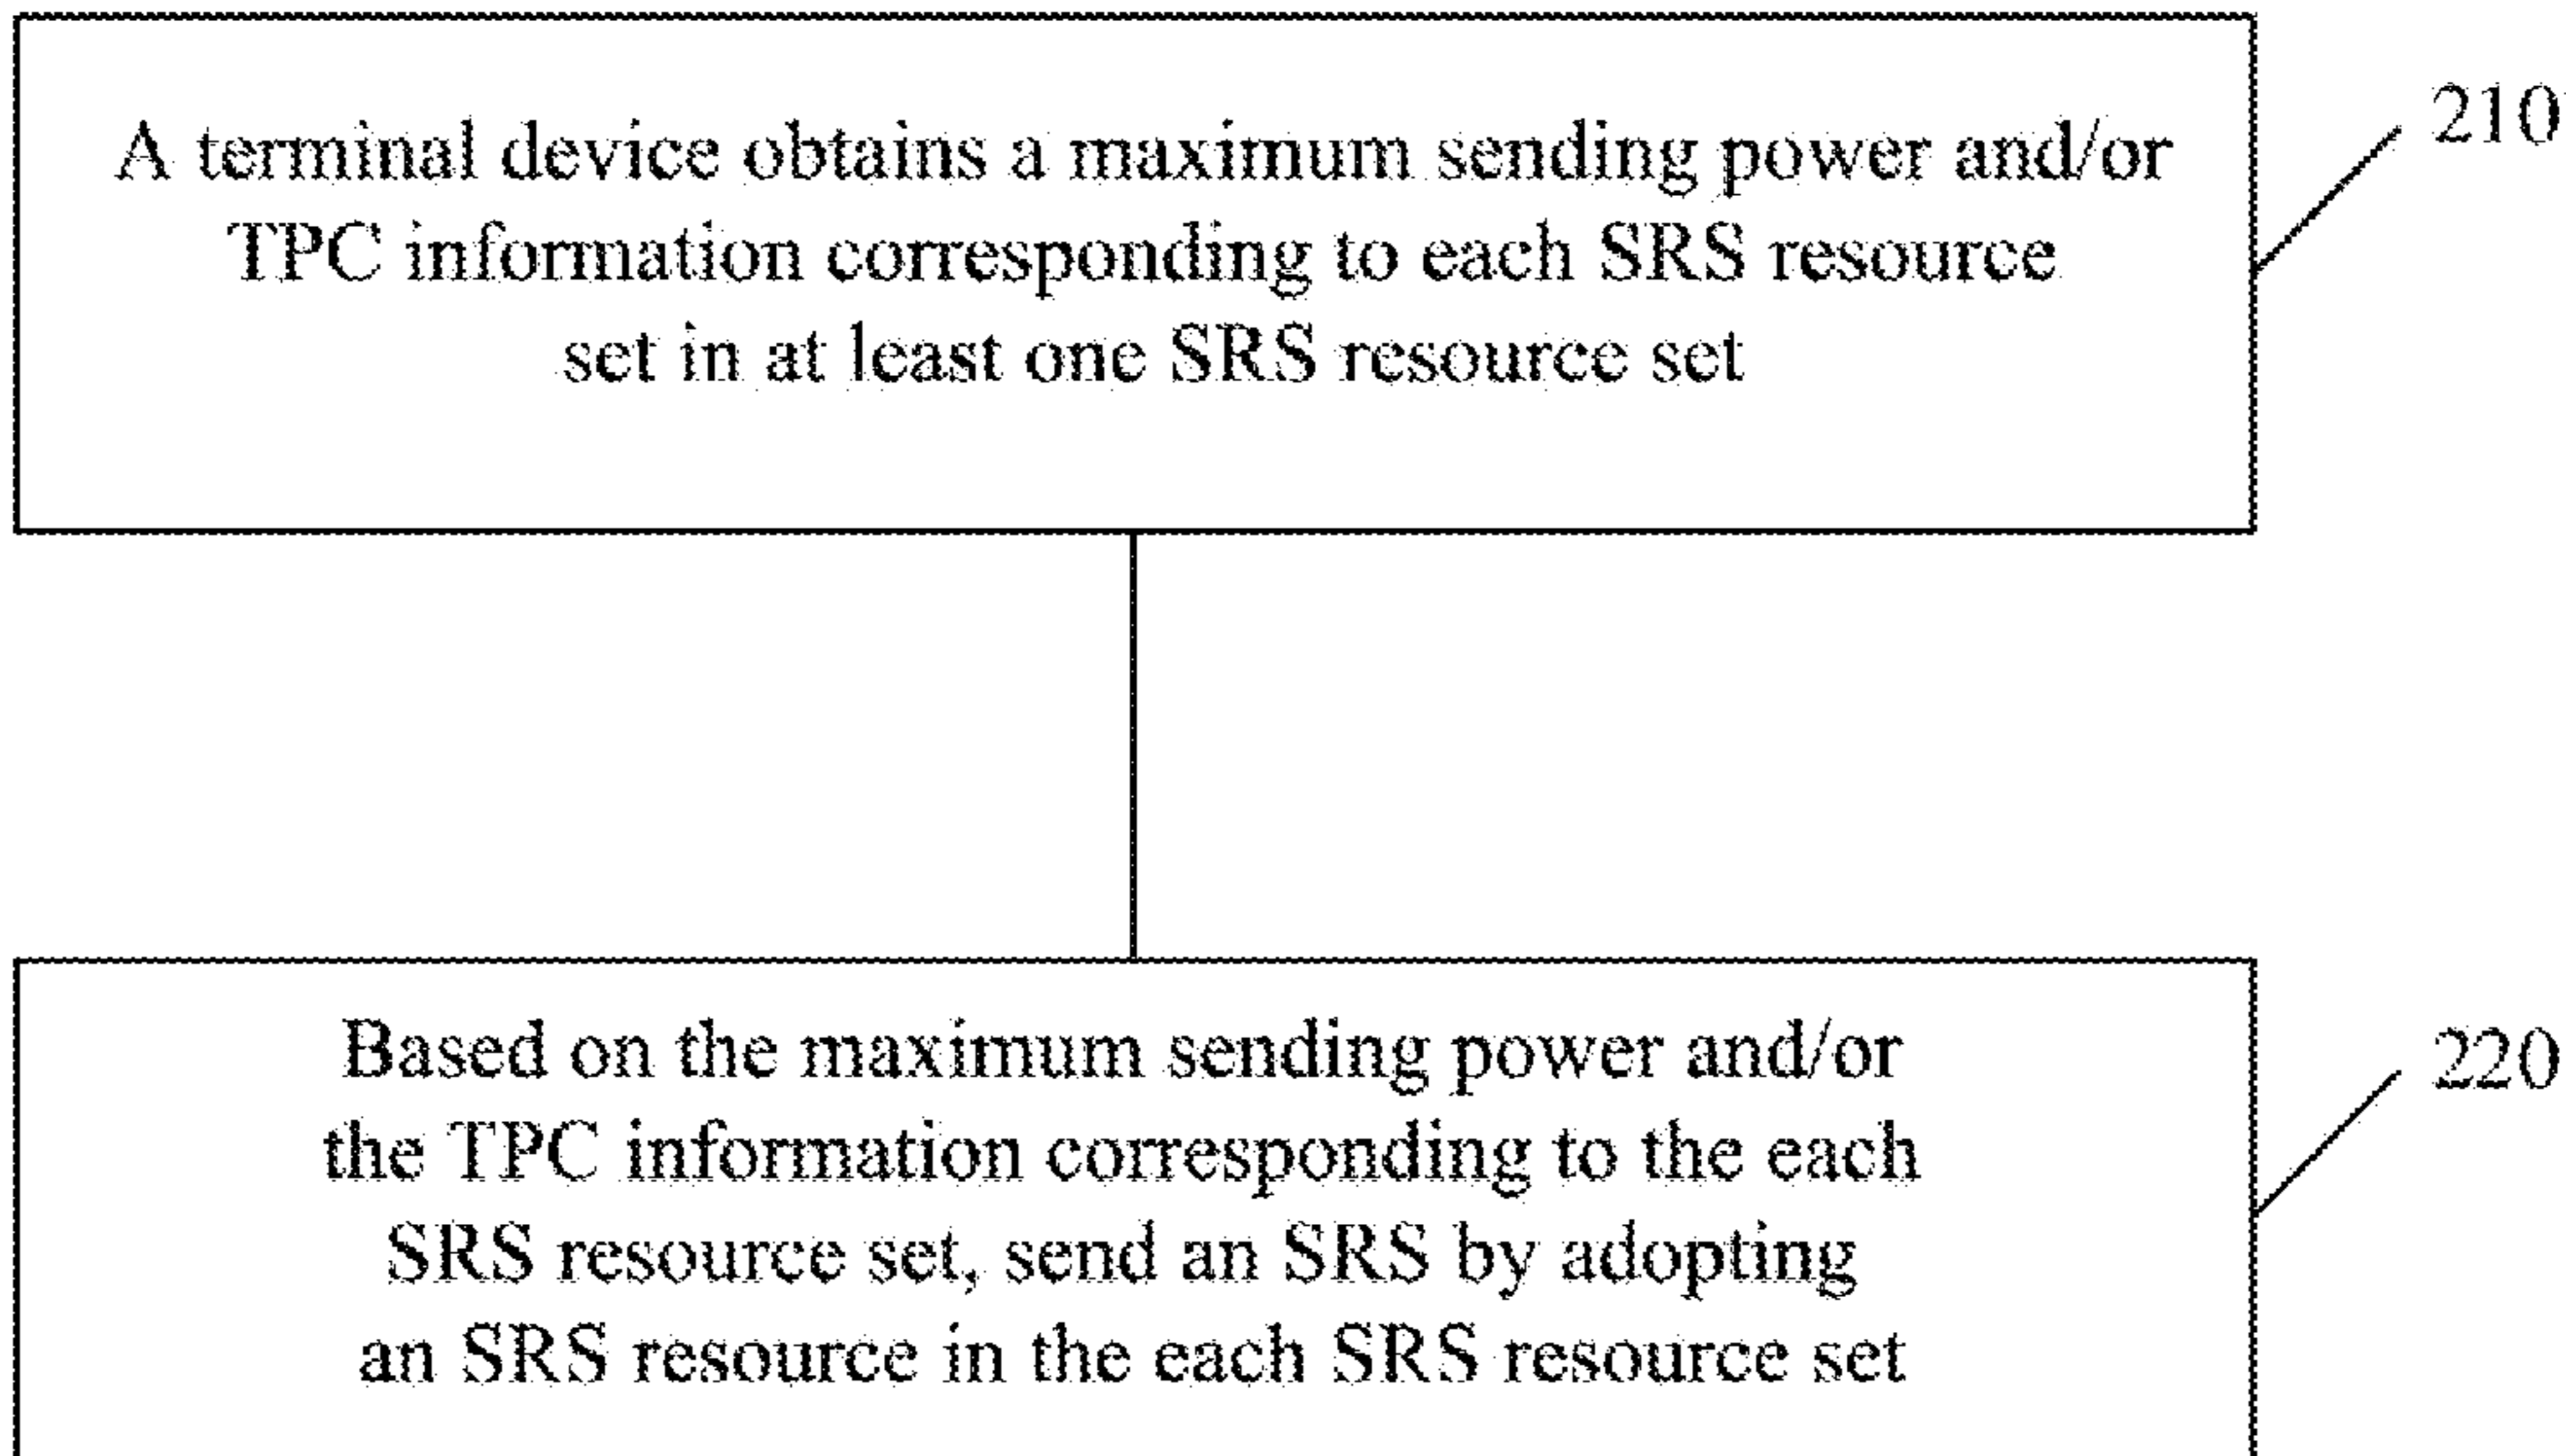 A terminal device obtains a maximum sending power and/or
TPC information corresponding to each SRS resource
set in at least one SRS resource set
210
Based on the maximum sending power and/or
the TPC information corresponding to the each
SRS resource set, send an SRS by adopting
an SRS resource in the each SRS resource set
220